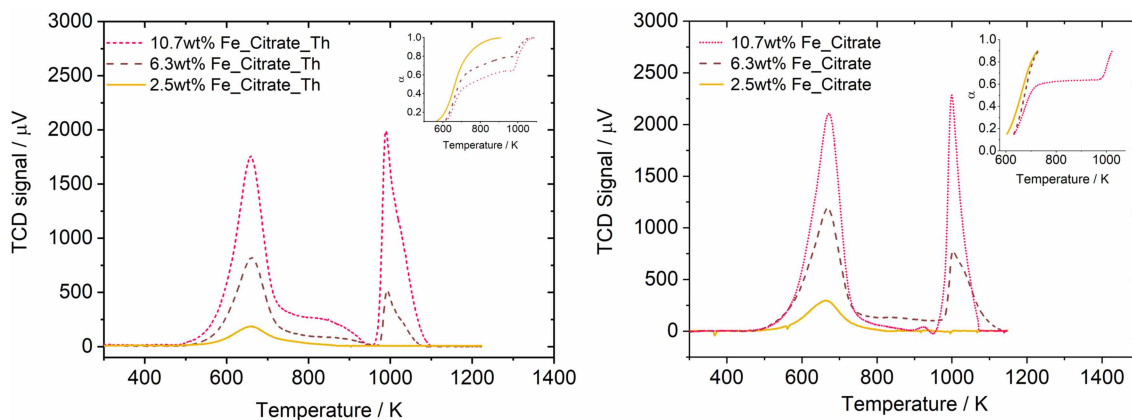 3000
2500
2000
1500
1000
500
0
TCD signal / μV
10.7wt% Fe_Citrate_Th
6.3wt% Fe_Citrate_Th
2.5wt% Fe_Citrate_Th
1.0
0.8
0.6
0.4
0.2
α
600 800 1000
Temperature / K
400 600 800 1000 1200 1400
Temperature / K
3000
2500
2000
1500
1000
500
0
TCD Signal / μV
10.7wt% Fe_Citrate
6.3wt% Fe_Citrate
2.5wt% Fe_Citrate
1.0
0.8
0.6
0.4
0.2
0.0
α
600 800 1000
Temperature / K
400 600 800 1000 1200 1400
Temperature / K